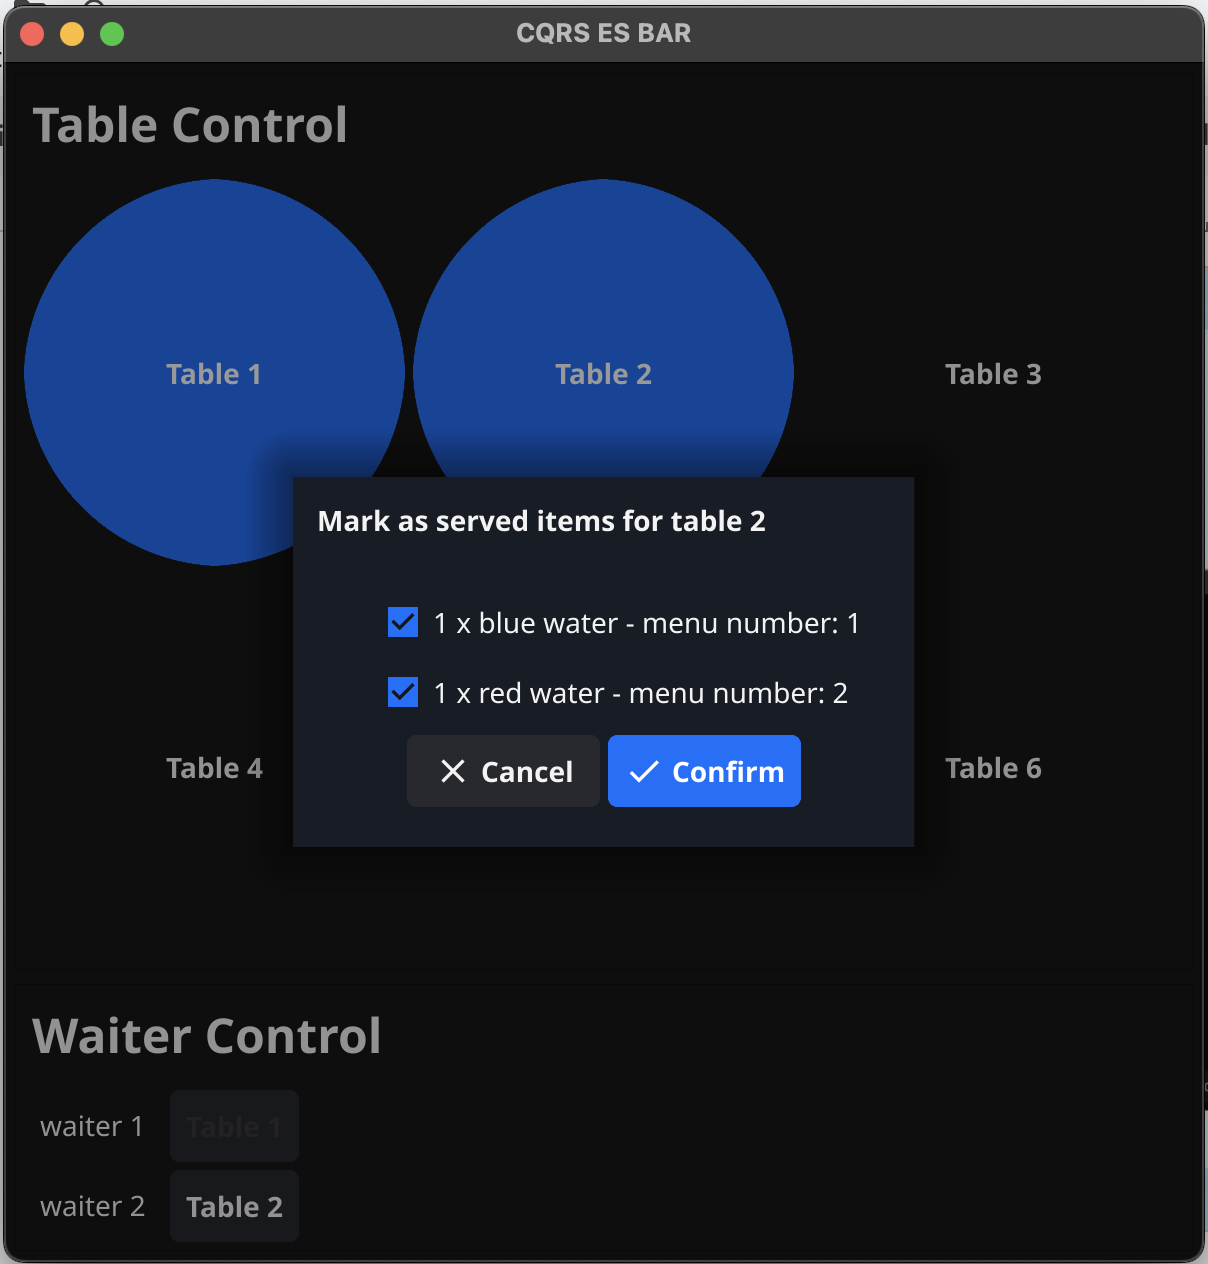 CQRS ES BAR
Table Control
Table 1
Table 2
Table 3
Mark as served items for table 2
1 x blue water - menu number: 1
1 x red water - menu number: 2
Cancel
Confirm
Table 4
Table 6
Waiter Control
waiter 1
Table 1
waiter 2
Table 2